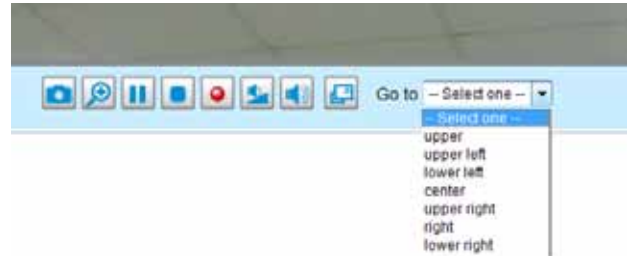 Go to -- Select one --
-- Select one --
upper
upper left
lower left
center
upper right
right
lower right